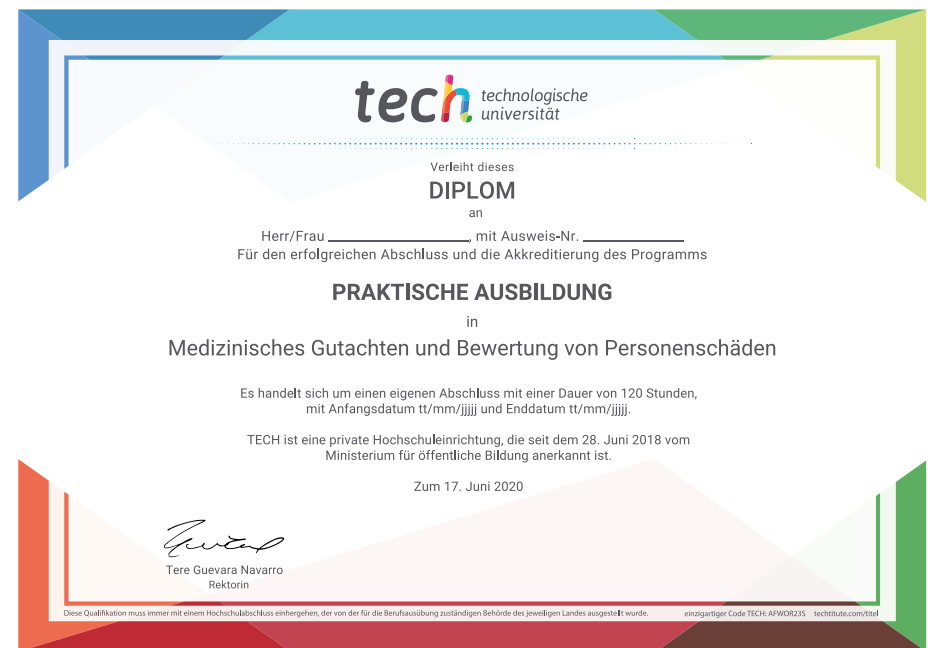 tech technologische
universität
Verleiht dieses
DIPLOM
an
Herr/Frau ____________________, mit Ausweis-Nr. ______________
Für den erfolgreichen Abschluss und die Akkreditierung des Programms
PRAKTISCHE AUSBILDUNG
in
Medizinisches Gutachten und Bewertung von Personenschäden
Es handelt sich um einen eigenen Abschluss mit einer Dauer von 120 Stunden,
mit Anfangsdatum tt/mm/jjjjj und Enddatum tt/mm/jjjjj.
TECH ist eine private Hochschuleinrichtung, die seit dem 28. Juni 2018 vom
Ministerium für öffentliche Bildung anerkannt ist.
Zum 17. Juni 2020
Tere Guevara Navarro
Rektorin
Diese Qualifikation muss immer mit einem Hochschulabschluss einhergehen, der von der für die Berufsausübung zuständigen Behörde des jeweiligen Landes ausgestellt wurde. einzigartiger Code TECH: AFWOR23S techtitute.com/titel